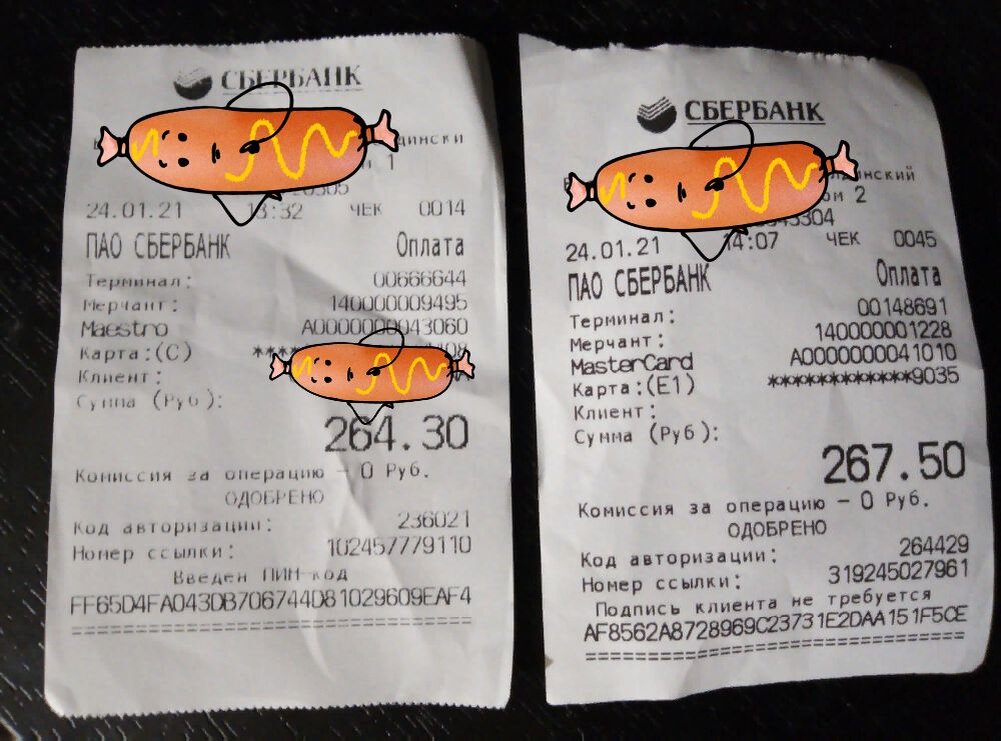 СБЕРБАНК
24.01.21 13:32 ЧЕК 0014
ПАО СБЕРБАНК Оплата
Терминал: 00666644
Мерчант: 140000009495
Maestro A0000000043060
Карта:(C)
Клиент:
Сумма (Руб):
264.30
Комиссия за операцию - 0 Руб.
ОДОБРЕНО
Код авторизации: 236021
Номер ссылки: 102457779110
Введен ПИН-код
FF65D4FA043DB706744D81029609EAF4
================================
СБЕРБАНК
2
24.01.21 14:07 ЧЕК 0045
ПАО СБЕРБАНК Оплата
Терминал: 00148691
Мерчант: 140000001228
MasterCard A0000000041010
Карта:(E1) ************9035
Клиент:
Сумма (Руб):
267.50
Комиссия за операцию - 0 Руб.
ОДОБРЕНО
Код авторизации: 264429
Номер ссылки: 319245027961
Подпись клиента не требуется
AF8562A8728969C23731E2DAA151F5CE
================================